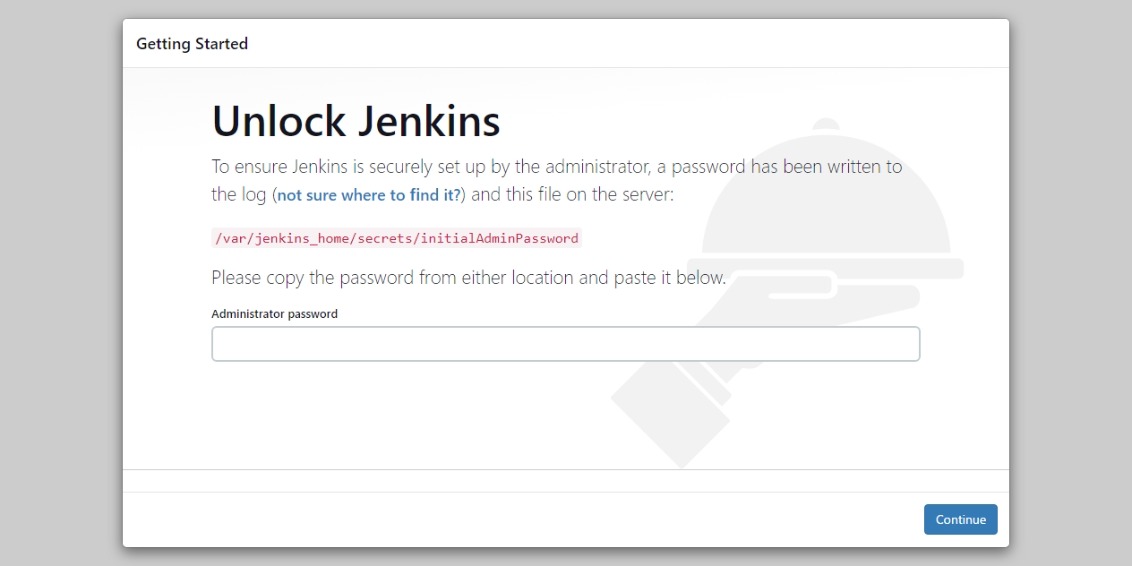 Getting Started
Unlock Jenkins
To ensure Jenkins is securely set up by the administrator, a password has been written to
the log (not sure where to find it?) and this file on the server:
/var/jenkins_home/secrets/initialAdminPassword
Please copy the password from either location and paste it below.
Administrator password
Continue